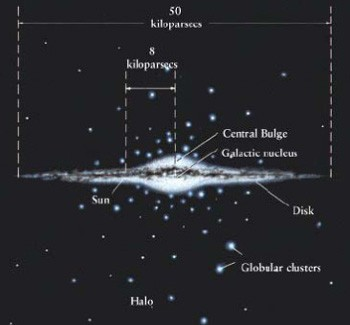 50
kiloparsecs
8
kiloparsecs
Central Bulge
Galactic nucleus
Sun
Disk
Globular clusters
Halo